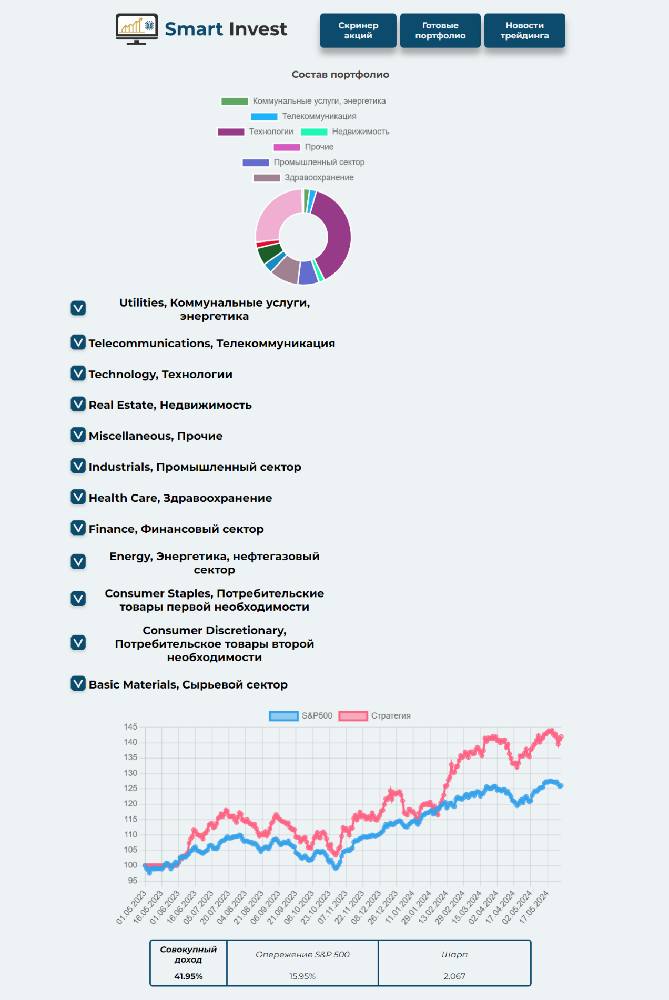 Smart Invest
Скринер
акций
Готовые
портфолио
Новости
трейдинга
Состав портфолио
Коммунальные услуги, энергетика
Телекоммуникация
Технологии
Недвижимость
Прочие
Промышленный сектор
Здравоохранение
Utilities, Коммунальные услуги,
энергетика
Telecommunications, Телекоммуникация
Technology, Технологии
Real Estate, Недвижимость
Miscellaneous, Прочие
Industrials, Промышленный сектор
Health Care, Здравоохранение
Finance, Финансовый сектор
Energy, Энергетика, нефтегазовый
сектор
Consumer Staples, Потребительские
товары первой необходимости
Consumer Discretionary,
Потребительское товары второй
необходимости
Basic Materials, Сырьевой сектор
S&P500
Стратегия
145
140
135
130
125
120
115
110
105
100
95
01.05.2023
16.05.2023
01.06.2023
16.06.2023
05.07.2023
20.07.2023
04.08.2023
21.08.2023
06.09.2023
21.09.2023
06.10.2023
23.10.2023
07.11.2023
22.11.2023
08.12.2023
26.12.2023
11.01.2024
29.01.2024
13.02.2024
29.02.2024
15.03.2024
02.04.2024
17.04.2024
02.05.2024
17.05.2024
Совокупный
доход
Опережение S&P 500
Шарп
41.95%
15.95%
2.067